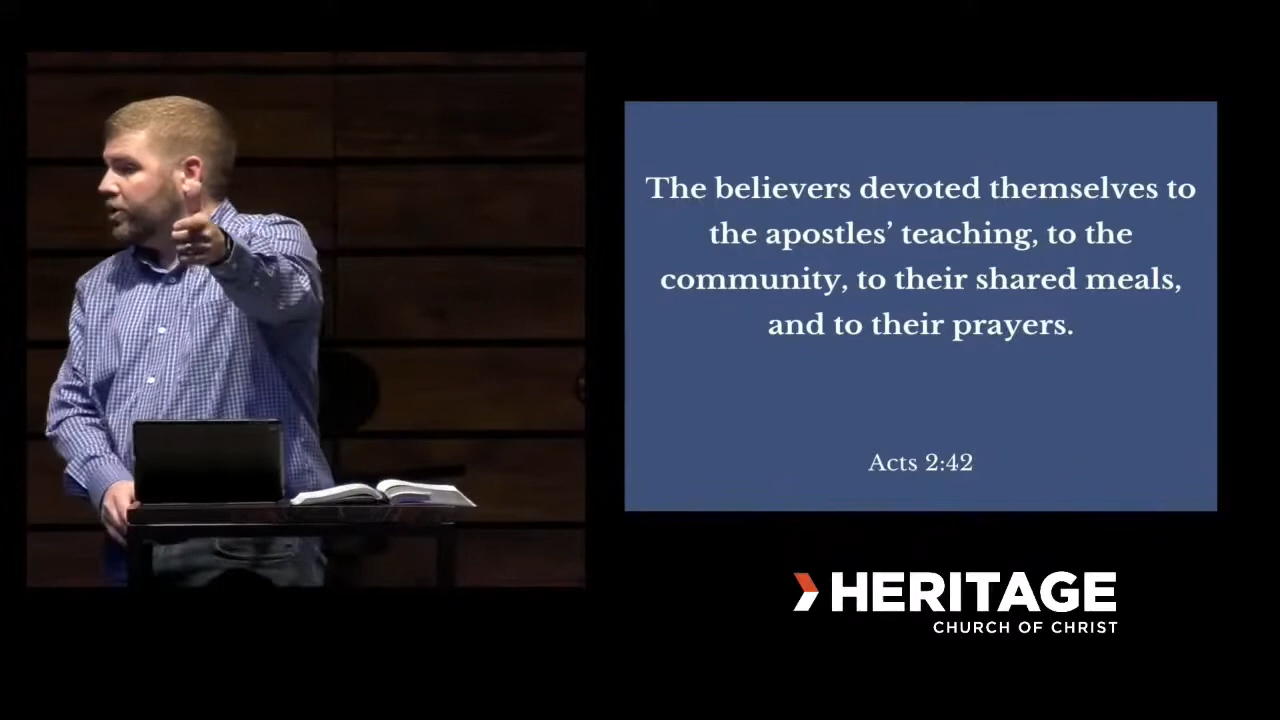 The believers devoted themselves to
the apostles’ teaching, to the
community, to their shared meals,
and to their prayers.
Acts 2:42
HERITAGE
CHURCH OF CHRIST